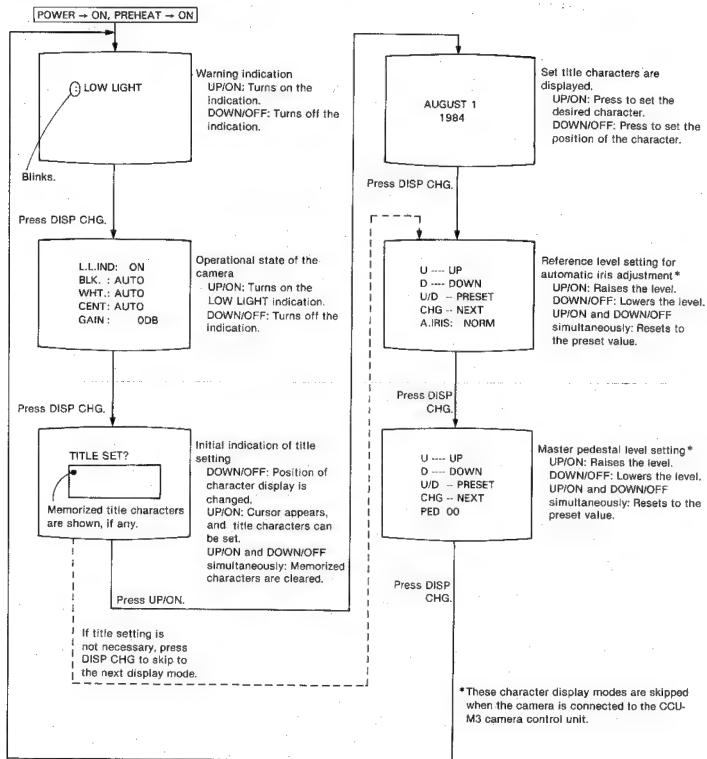 POWER → ON, PREHEAT → ON
LOW LIGHT
Blinks.
Warning indication
UP/ON: Turns on the
indication.
DOWN/OFF: Turns off the
indication.
Press DISP CHG.
L.L.IND: ON
BLK. : AUTO
WHT.: AUTO
CENT: AUTO
GAIN : 0DB
Operational state of the
camera
UP/ON: Turns on the
LOW LIGHT indication.
DOWN/OFF: Turns off the
indication.
Press DISP CHG.
TITLE SET?
Memorized title characters
are shown, if any.
Initial indication of title
setting
DOWN/OFF: Position of
character display is
changed.
UP/ON: Cursor appears,
and title characters can
be set.
UP/ON and DOWN/OFF
simultaneously: Memorized
characters are cleared.
Press UP/ON.
If title setting is
not necessary, press
DISP CHG to skip to
the next display mode.
AUGUST 1
1984
Set title characters are
displayed.
UP/ON: Press to set the
desired character.
DOWN/OFF: Press to set the
position of the character.
Press DISP CHG.
U ---- UP
D ---- DOWN
U/D -- PRESET
CHG -- NEXT
A.IRIS: NORM
Reference level setting for
automatic iris adjustment*
UP/ON: Raises the level.
DOWN/OFF: Lowers the level.
UP/ON and DOWN/OFF
simultaneously: Resets to
the preset value.
Press DISP
CHG.
U ---- UP
D ---- DOWN
U/D -- PRESET
CHG -- NEXT
PED 00
Master pedestal level setting*
UP/ON: Raises the level.
DOWN/OFF: Lowers the level.
UP/ON and DOWN/OFF
simultaneously: Resets to the
preset value.
Press DISP
CHG.
*These character display modes are skipped
when the camera is connected to the CCU-
M3 camera control unit.